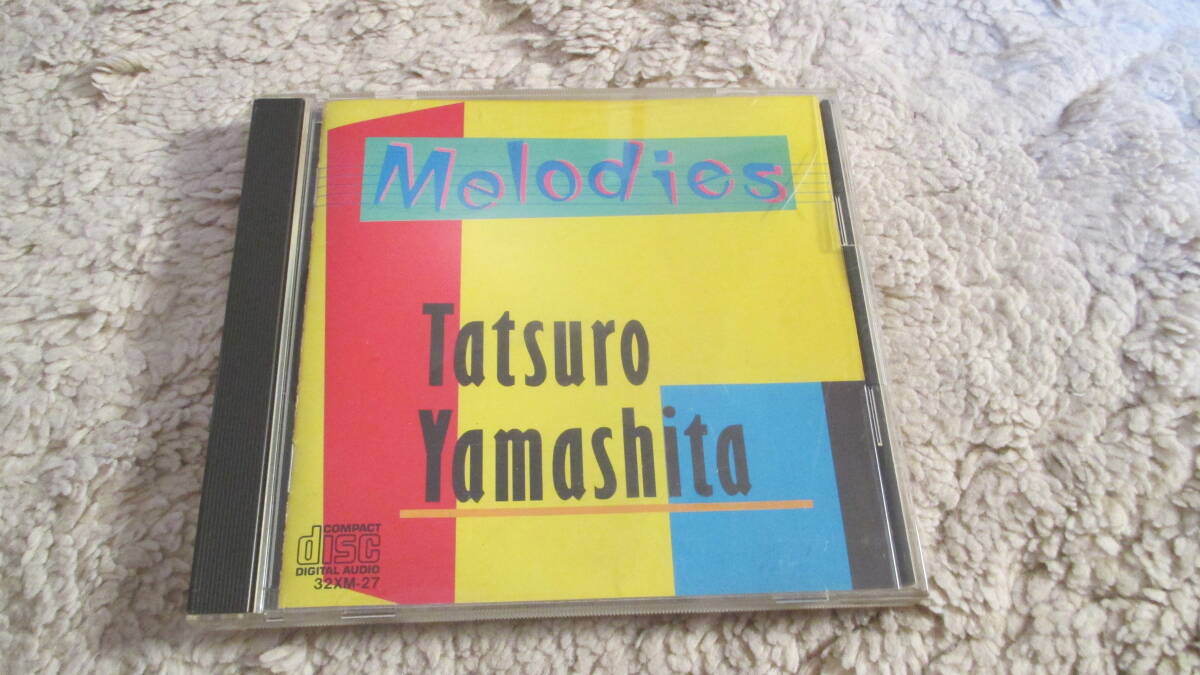 Melodies
Tatsuro
Yamashita
COMPACT
disc
DIGITAL AUDIO
32XM-27